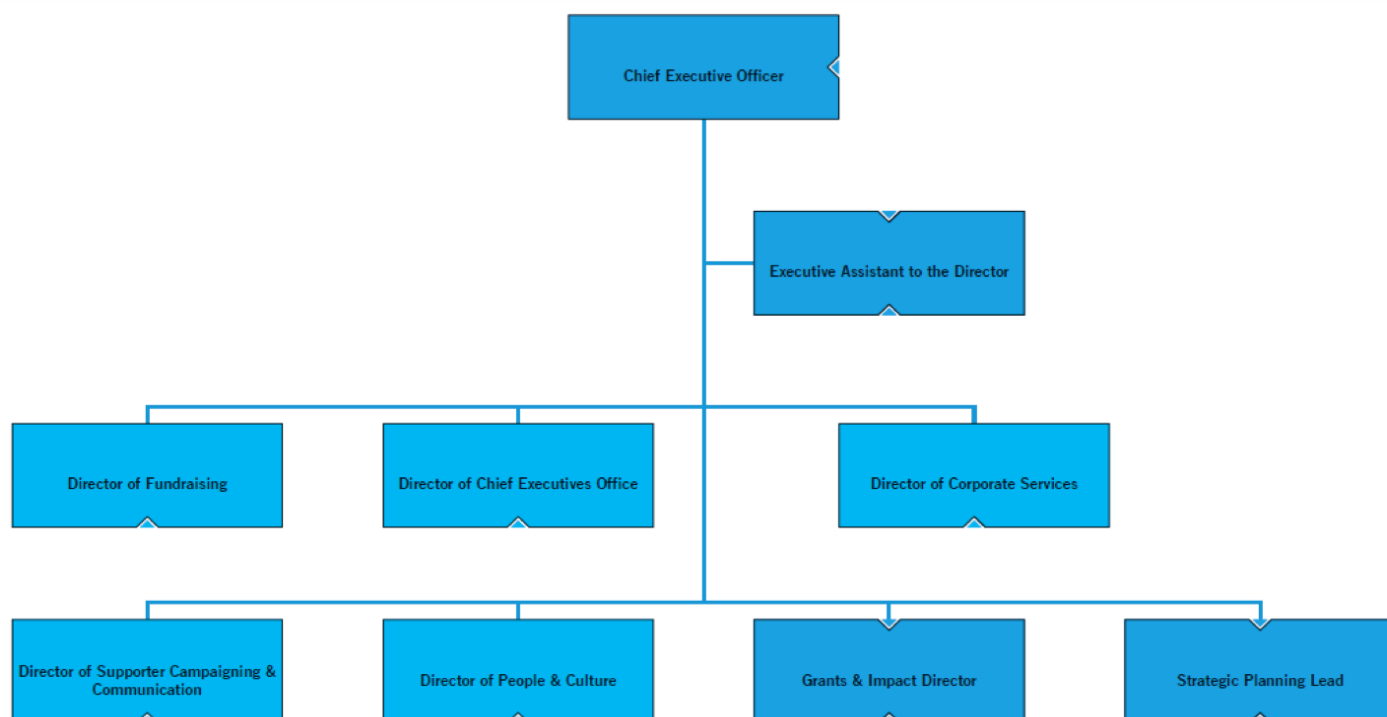 Chief Executive Officer
Executive Assistant to the Director
Director of Fundraising
Director of Chief Executives Office
Director of Corporate Services
Director of Supporter Campaigning &
Communication
Director of People & Culture
Grants & Impact Director
Strategic Planning Lead